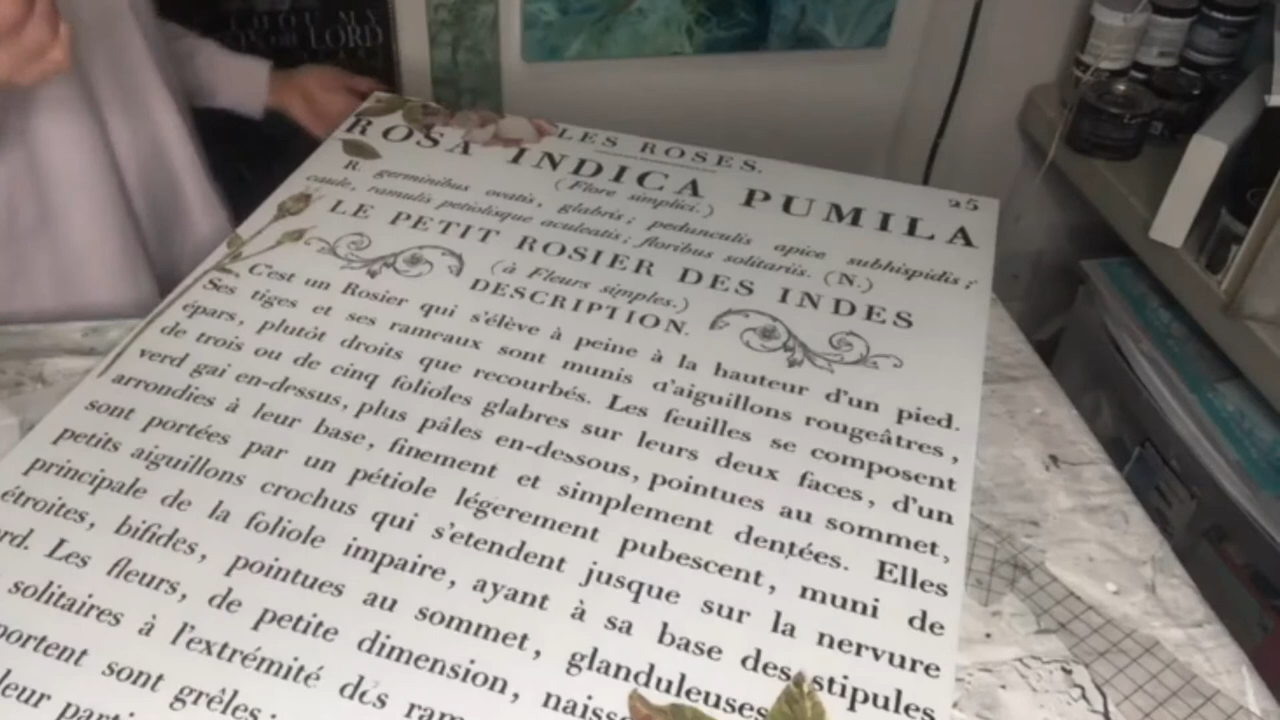 LORD
LES ROSES.
25
ROSA INDICA PUMILA
(Flore simplici.)
R. germinibus ovatis, glabris; pedunculis apice subhispidis;
caule, ramulis petiolisque aculeatis; floribus solitariis. (N.)
LE PETIT ROSIER DES INDES
(à Fleurs simples.)
DESCRIPTION.
C'est un Rosier qui s'élève à peine à la hauteur d'un pied.
Ses tiges et ses rameaux sont munis d'aiguillons rougeâtres,
épars, plutót droits que recourbés. Les feuilles se composent
de trois ou de cinq folioles glabres sur leurs deux faces, d'un
verd gai en-dessus, plus pâles en-dessous, pointues au sommet,
arrondies à leur base, finement et simplement dentées. Elles
sont portées par un pétiole légerement pubescent, muni de
petits aiguillons crochus qui s'etendent jusque sur la nervure
principale de la foliole impaire, ayant à sa base des stipules
étroites, bifides, pointues au sommet, glanduleuses
Les fleurs, de petite dimension,
solitaires à l'extrémité des
sont grêles;